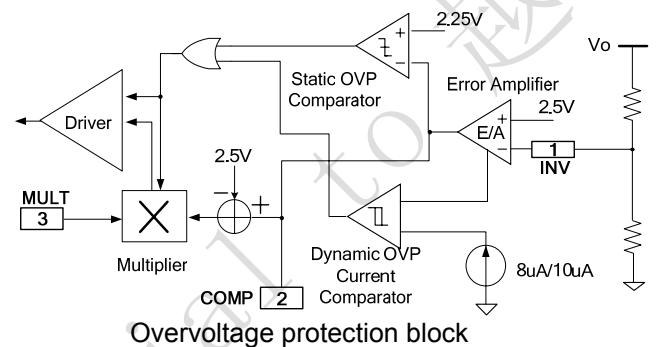 2.25V
Vo
Static OVP
Comparator
Error Amplifier
2.5V
E/A
1
INV
Driver
2.5V
MULT
3
Multiplier
Dynamic OVP
Current
Comparator
8uA/10uA
COMP
2
Overvoltage protection block